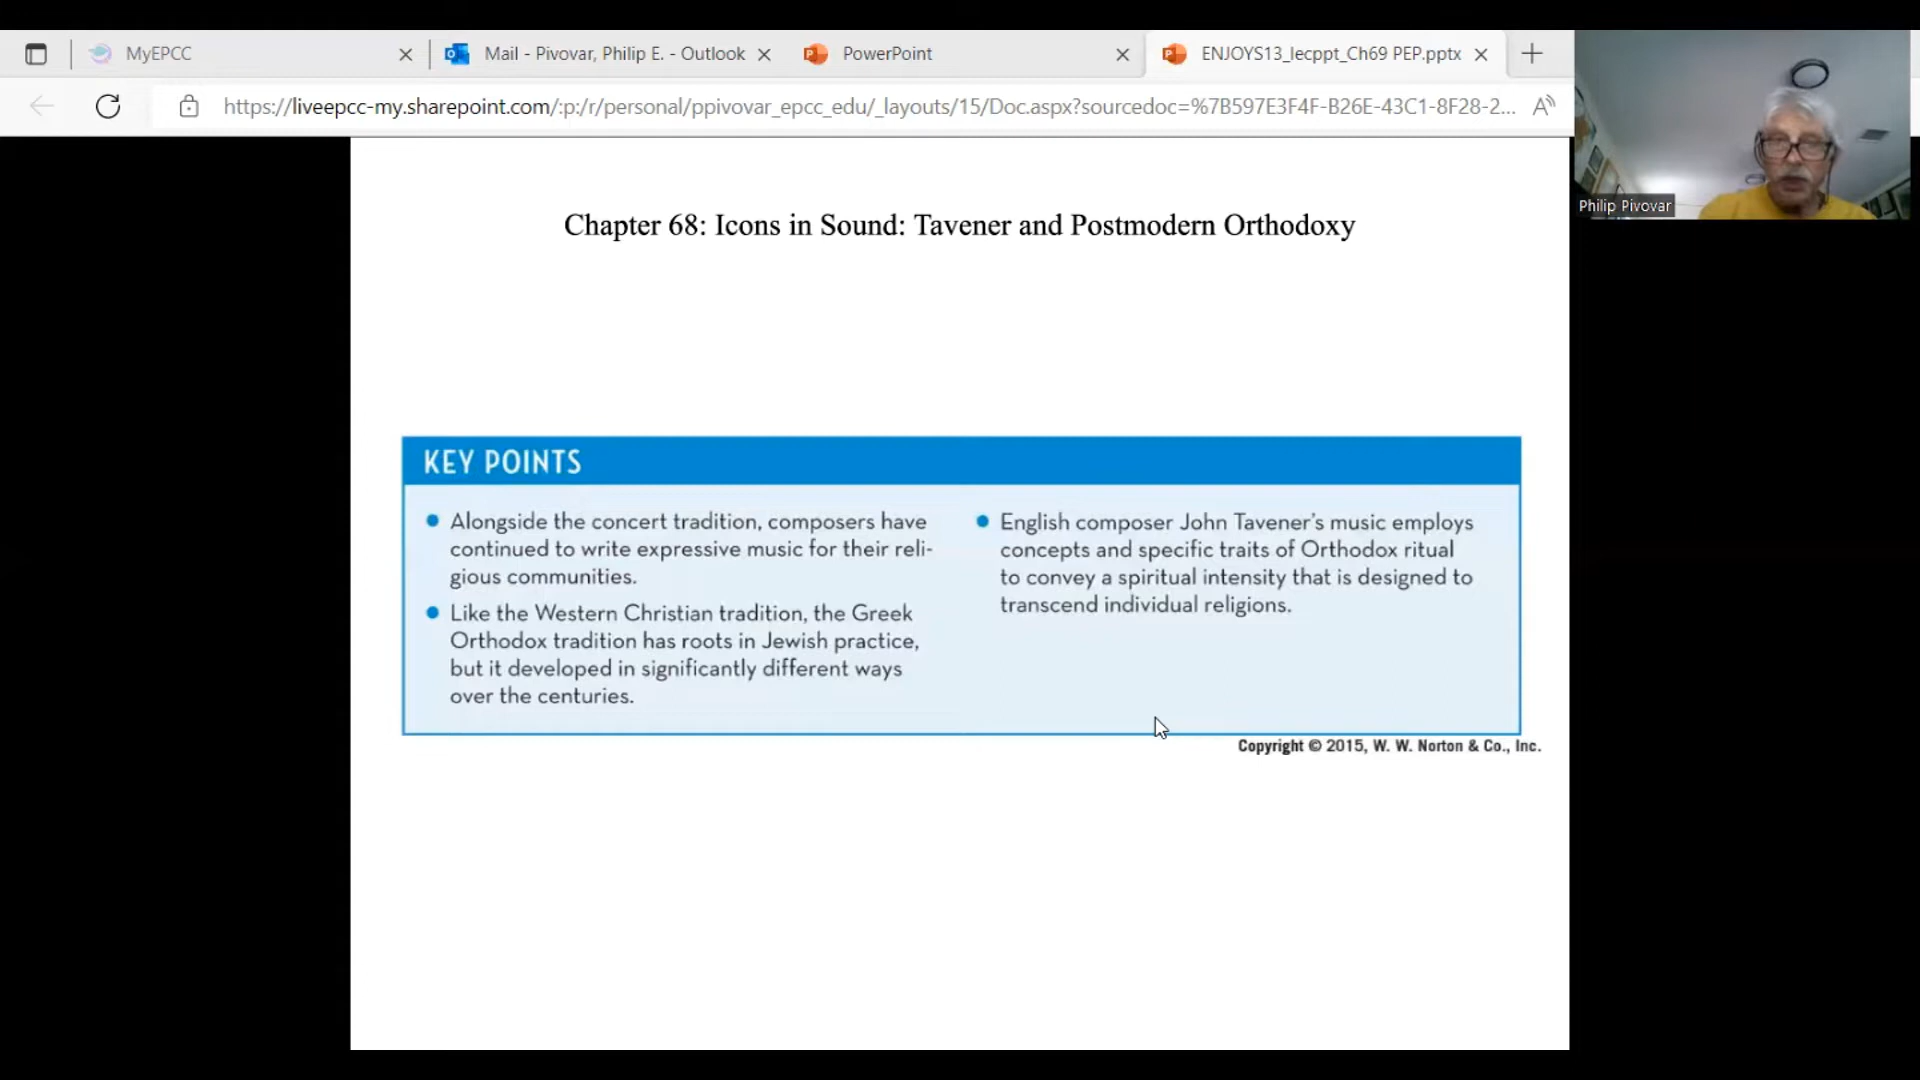 MyEPCC
Mail - Pivovar, Philip E. - Outlook
PowerPoint
ENJOYS13_lecppt_Ch69 PEP.pptx
https://liveepcc-my.sharepoint.com/:p:/r/personal/ppivovar_epcc_edu/_layouts/15/Doc.aspx?sourcedoc=%7B597E3F4F-B26E-43C1-8F28-2...
Philip Pivovar
Chapter 68: Icons in Sound: Tavener and Postmodern Orthodoxy
KEY POINTS
Alongside the concert tradition, composers have
continued to write expressive music for their reli-
gious communities.
Like the Western Christian tradition, the Greek
Orthodox tradition has roots in Jewish practice,
but it developed in significantly different ways
over the centuries.
English composer John Tavener's music employs
concepts and specific traits of Orthodox ritual
to convey a spiritual intensity that is designed to
transcend individual religions.
Copyright © 2015, W. W. Norton & Co., Inc.